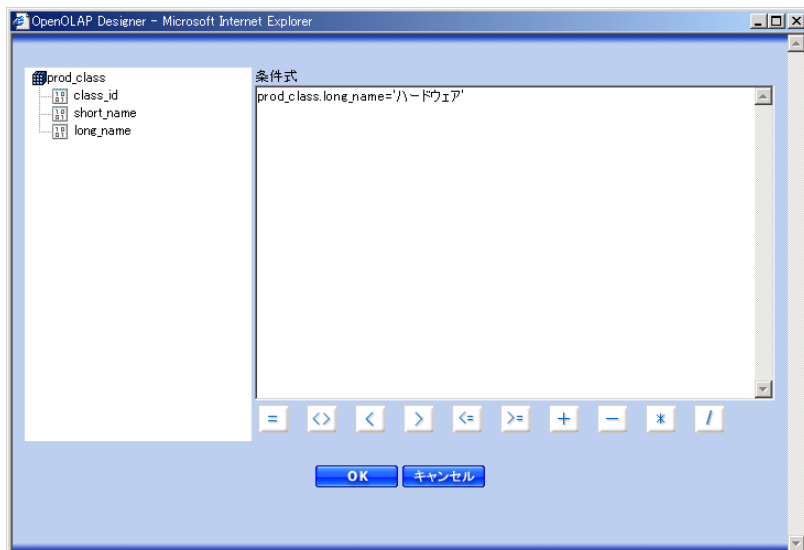 OpenOLAP Designer - Microsoft Internet Explorer
prod_class
class_id
short_name
long_name
条件式
prod_class.long_name='ハードウェア'
= <> < > <= >= + - * /
OK キャンセル